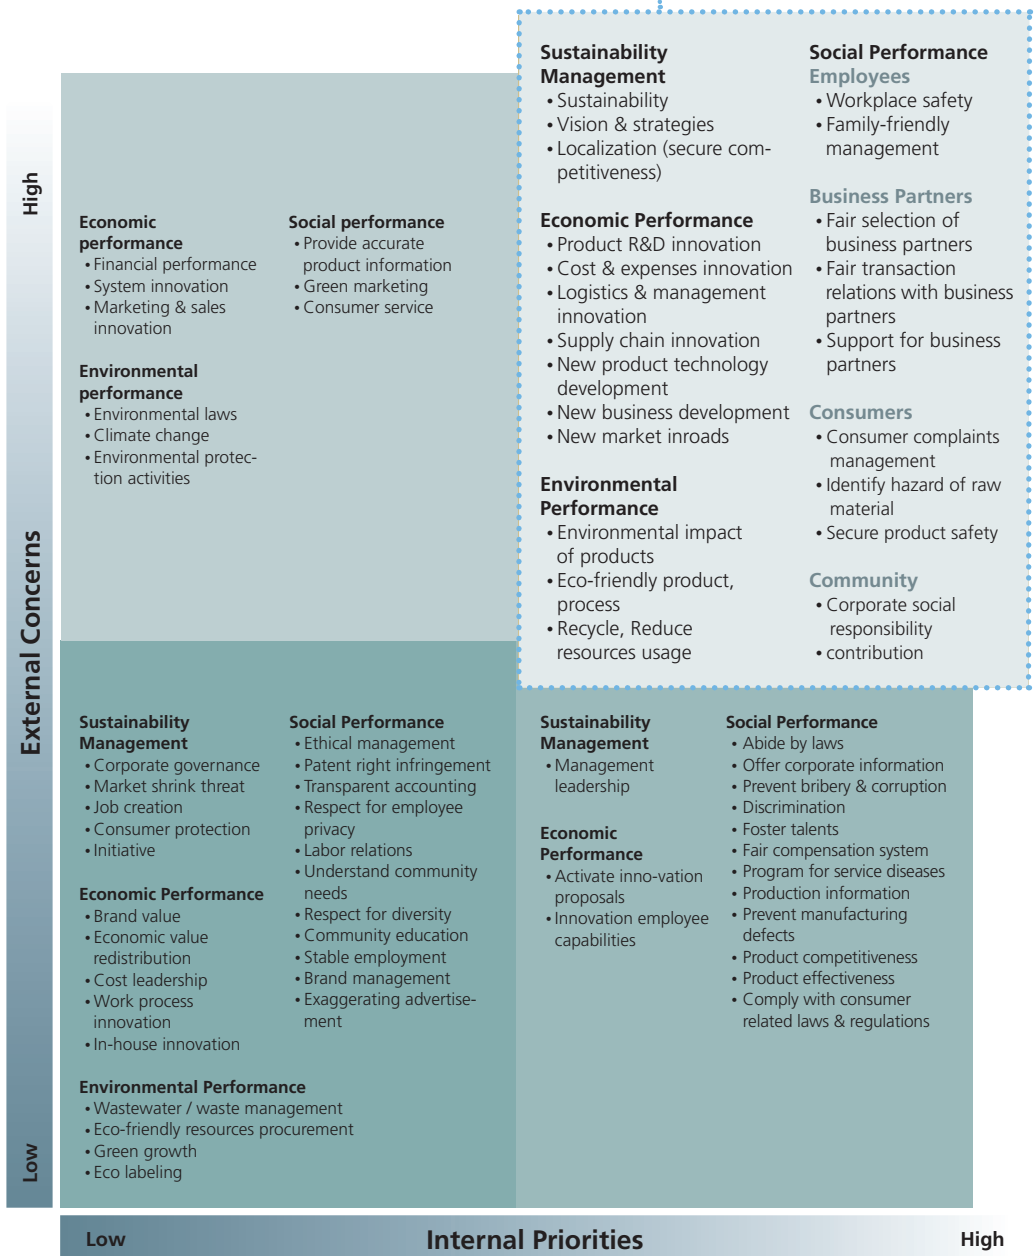 High
External Concerns
Low
Economic
performance
• Financial performance
• System innovation
• Marketing & sales
innovation
Environmental
performance
• Environmental laws
• Climate change
• Environmental protec-
tion activities
Social performance
• Provide accurate
product information
• Green marketing
• Consumer service
Sustainability
Management
• Sustainability
• Vision & strategies
• Localization (secure com-
petitiveness)
Economic Performance
• Product R&D innovation
• Cost & expenses innovation
• Logistics & management
innovation
• Supply chain innovation
• New product technology
development
• New business development
• New market inroads
Environmental
Performance
• Environmental impact
of products
• Eco-friendly product,
process
• Recycle, Reduce
resources usage
Social Performance
Employees
• Workplace safety
• Family-friendly
management
Business Partners
• Fair selection of
business partners
• Fair transaction
relations with business
partners
• Support for business
partners
Consumers
• Consumer complaints
management
• Identify hazard of raw
material
• Secure product safety
Community
• Corporate social
responsibility
• contribution
Sustainability
Management
• Corporate governance
• Market shrink threat
• Job creation
• Consumer protection
• Initiative
Economic Performance
• Brand value
• Economic value
redistribution
• Cost leadership
• Work process
innovation
• In-house innovation
Environmental Performance
• Wastewater / waste management
• Eco-friendly resources procurement
• Green growth
• Eco labeling
Social Performance
• Ethical management
• Patent right infringement
• Transparent accounting
• Respect for employee
privacy
• Labor relations
• Understand community
needs
• Respect for diversity
• Community education
• Stable employment
• Brand management
• Exaggerating advertise-
ment
Sustainability
Management
• Management
leadership
Economic
Performance
• Activate inno-vation
proposals
• Innovation employee
capabilities
Social Performance
• Abide by laws
• Offer corporate information
• Prevent bribery & corruption
• Discrimination
• Foster talents
• Fair compensation system
• Program for service diseases
• Production information
• Prevent manufacturing
defects
• Product competitiveness
• Product effectiveness
• Comply with consumer
related laws & regulations
Low
Internal Priorities
High